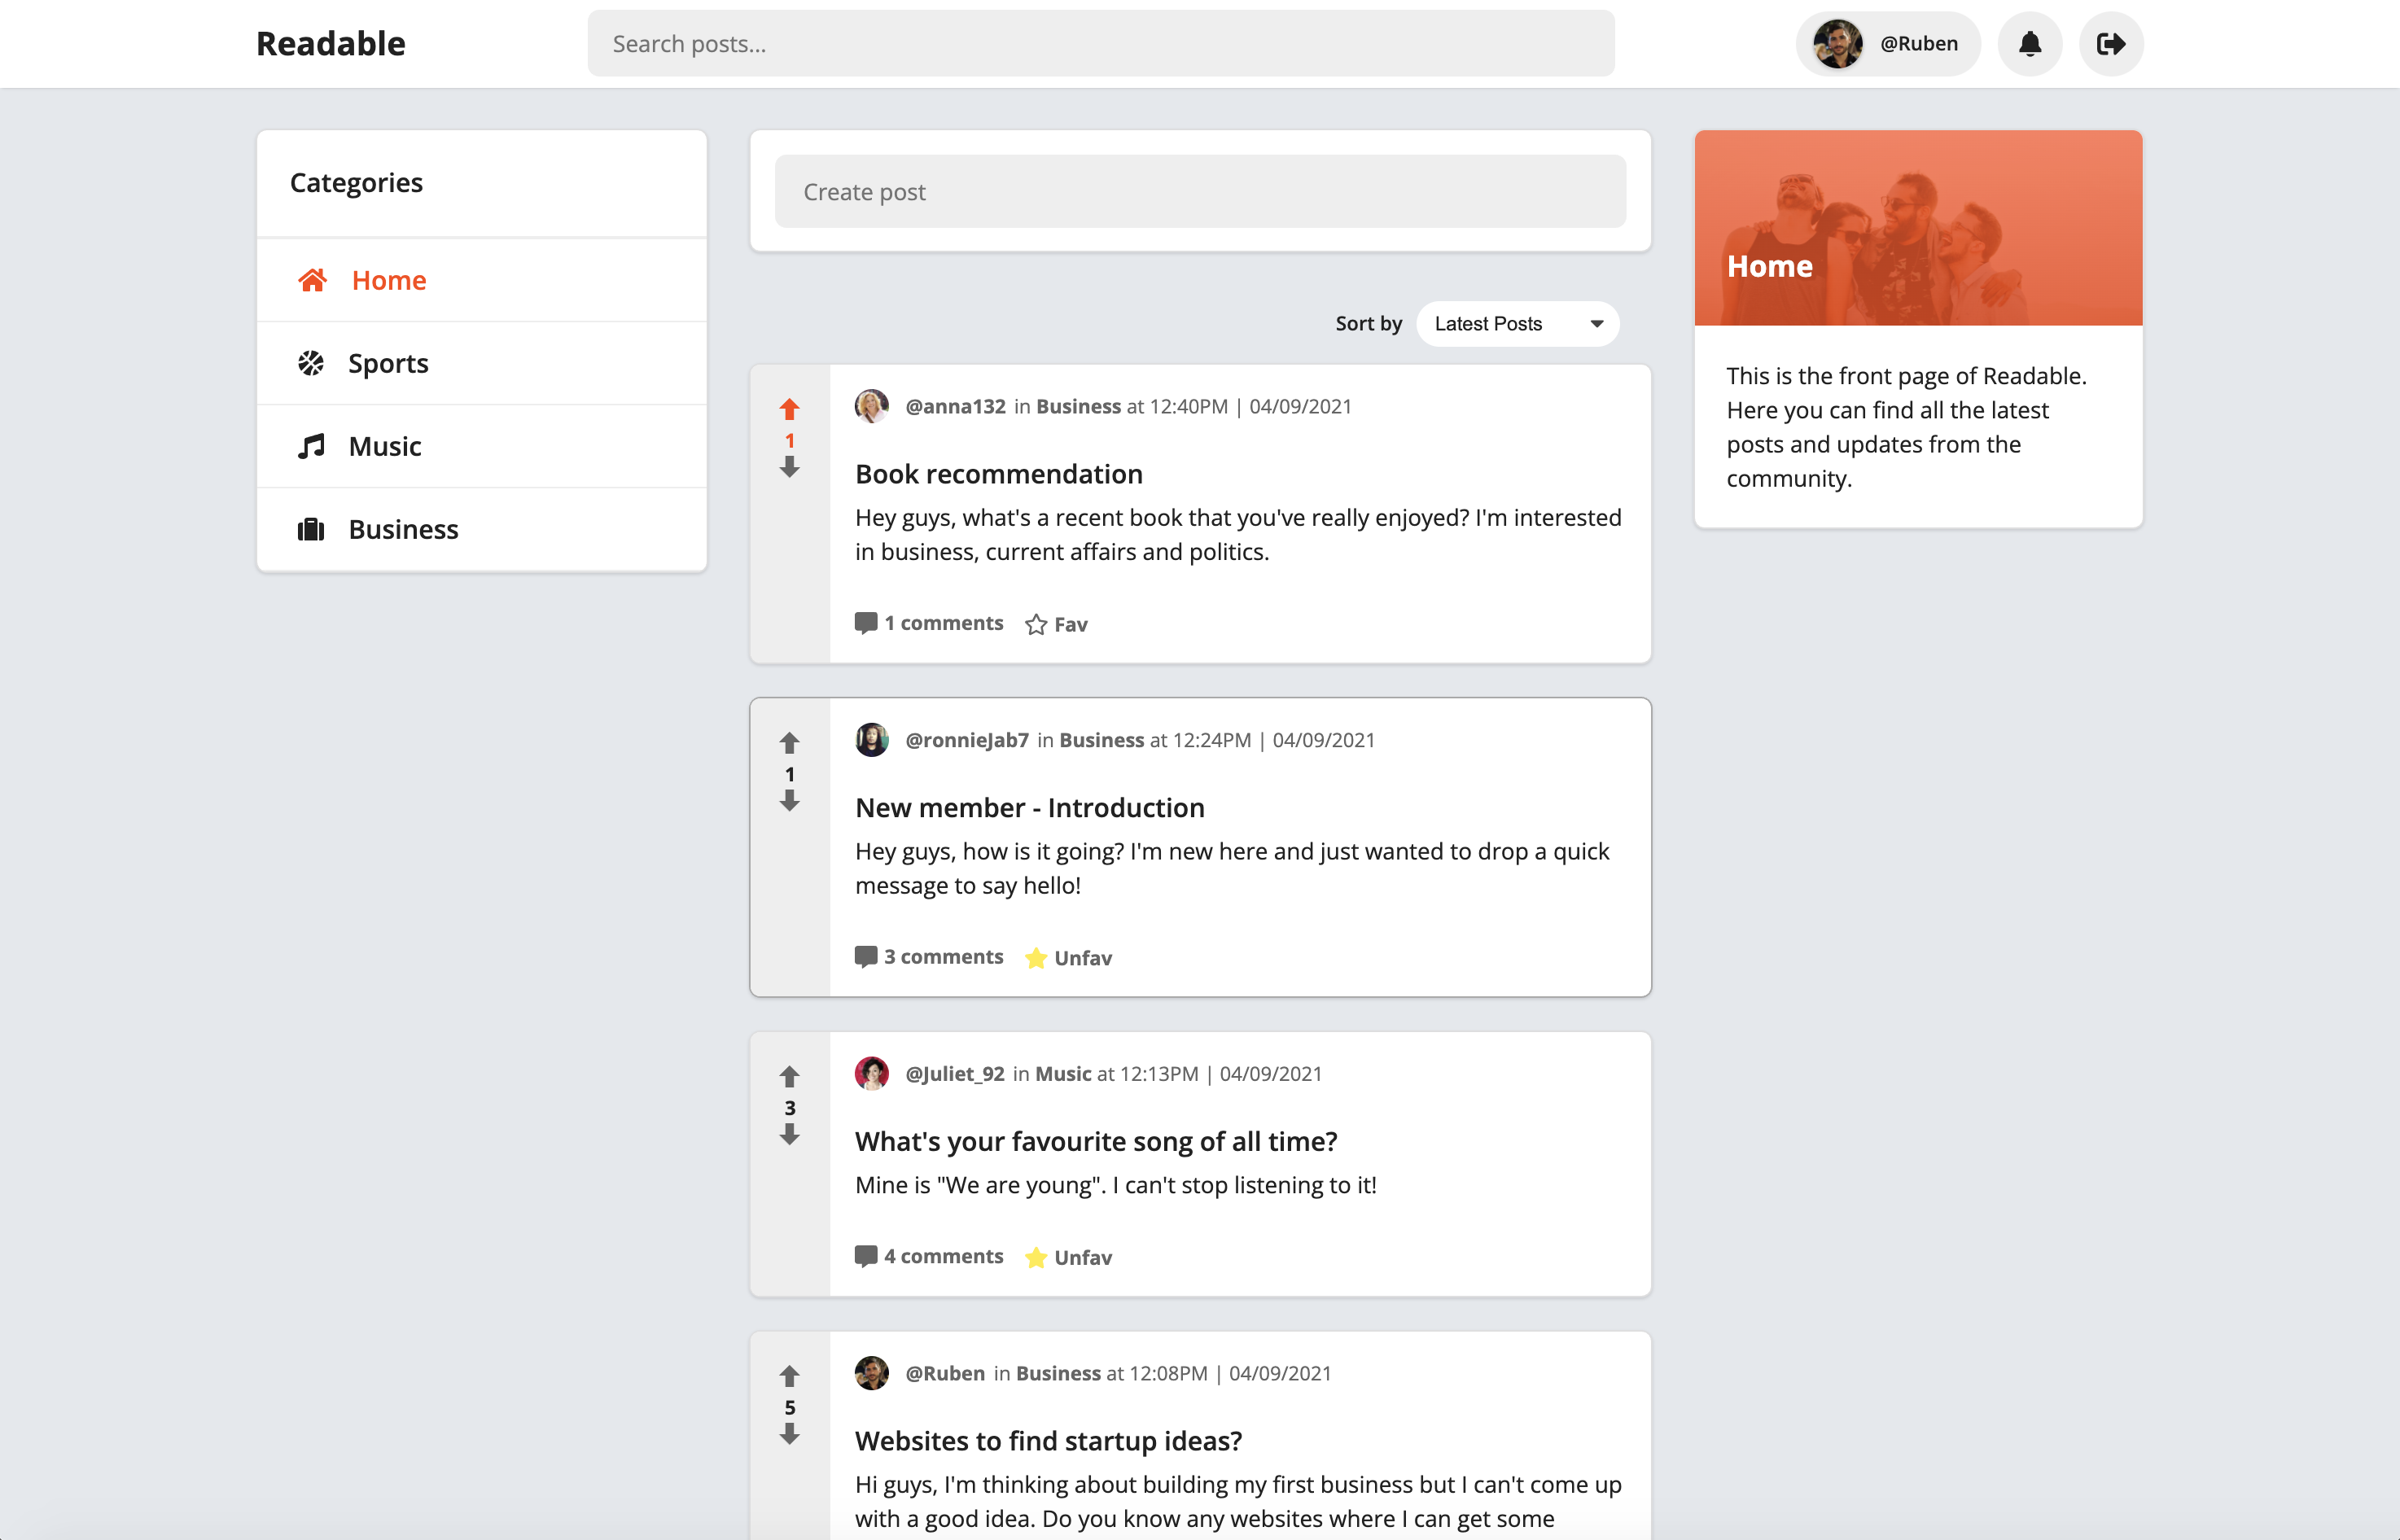 Readable
Search posts...
@Ruben
Categories
Home
Sports
Music
Business
Create post
Sort by Latest Posts
1
@anna132 in Business at 12:40PM | 04/09/2021
Book recommendation
Hey guys, what's a recent book that you've really enjoyed? I'm interested
in business, current affairs and politics.
1 comments Fav
1
@ronnieJab7 in Business at 12:24PM | 04/09/2021
New member - Introduction
Hey guys, how is it going? I'm new here and just wanted to drop a quick
message to say hello!
3 comments Unfav
3
@Juliet_92 in Music at 12:13PM | 04/09/2021
What's your favourite song of all time?
Mine is "We are young". I can't stop listening to it!
4 comments Unfav
5
@Ruben in Business at 12:08PM | 04/09/2021
Websites to find startup ideas?
Hi guys, I'm thinking about building my first business but I can't come up
with a good idea. Do you know any websites where I can get some
Home
This is the front page of Readable.
Here you can find all the latest
posts and updates from the
community.